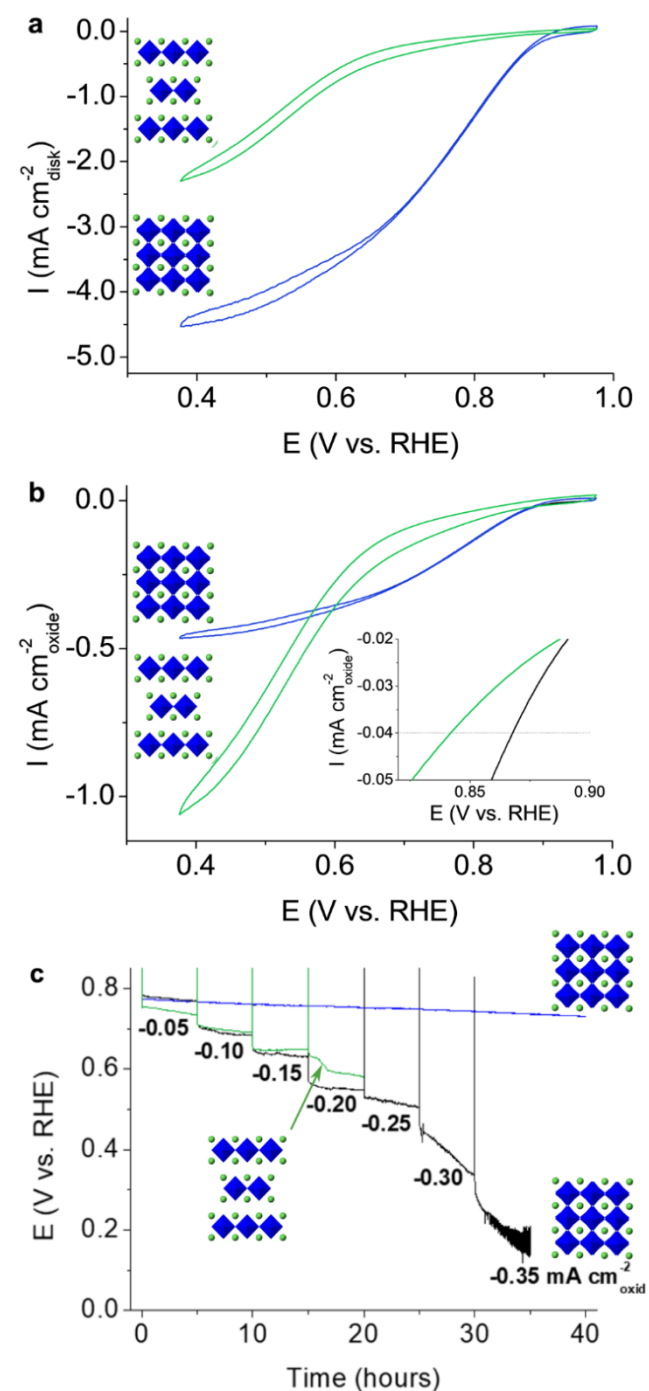 a
0.0
-1.0
-2.0
-3.0
-4.0
-5.0
I (mA cm-2disk)
0.4 0.6 0.8 1.0
E (V vs. RHE)
b
0.0
-0.5
-1.0
I (mA cm-2oxide)
-0.02
-0.03
-0.04
-0.05
I (mA cm-2oxide)
0.85 0.90
E (V vs. RHE)
0.4 0.6 0.8 1.0
E (V vs. RHE)
c
0.8
0.6
0.4
0.2
0.0
E (V vs. RHE)
-0.05
-0.10
-0.15
-0.20
-0.25
-0.30
-0.35 mA cm-2oxid
0 10 20 30 40
Time (hours)